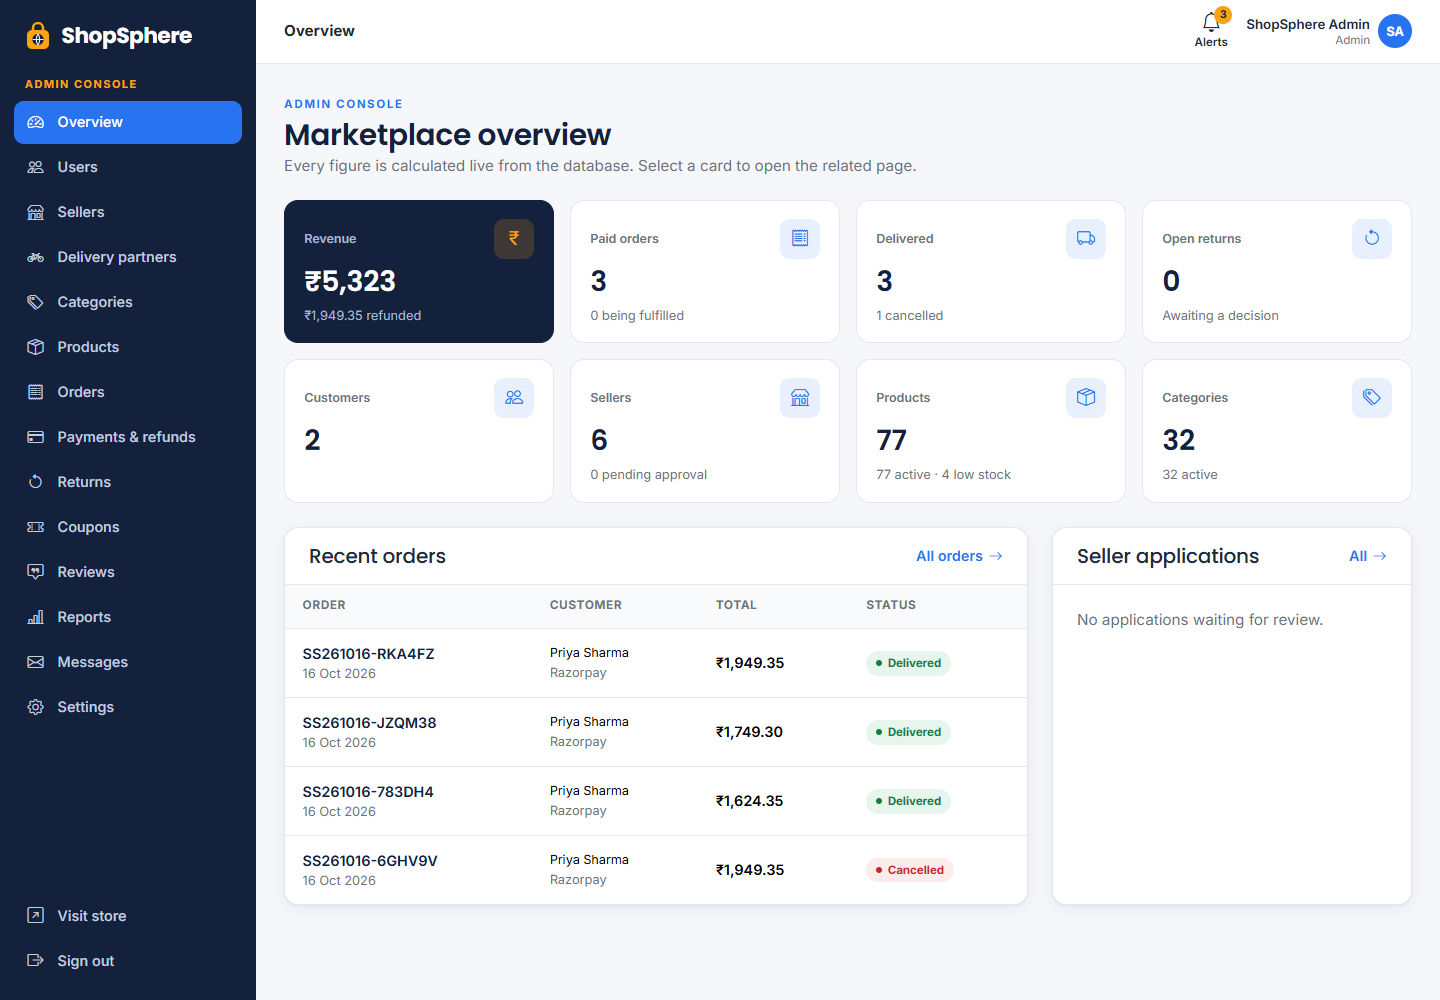 ShopSphere
ADMIN CONSOLE
Overview
Users
Sellers
Delivery partners
Categories
Products
Orders
Payments & refunds
Returns
Coupons
Reviews
Reports
Messages
Settings
Visit store
Sign out
Overview
3
Alerts
ShopSphere Admin
Admin
SA
ADMIN CONSOLE
Marketplace overview
Every figure is calculated live from the database. Select a card to open the related page.
Revenue
₹
₹5,323
₹1,949.35 refunded
Paid orders
3
0 being fulfilled
Delivered
3
1 cancelled
Open returns
0
Awaiting a decision
Customers
2
Sellers
6
0 pending approval
Products
77
77 active · 4 low stock
Categories
32
32 active
Recent orders
All orders →
ORDER CUSTOMER TOTAL STATUS
SS261016-RKA4FZ Priya Sharma ₹1,949.35 Delivered
16 Oct 2026 Razorpay
SS261016-JZQM38 Priya Sharma ₹1,749.30 Delivered
16 Oct 2026 Razorpay
SS261016-783DH4 Priya Sharma ₹1,624.35 Delivered
16 Oct 2026 Razorpay
SS261016-6GHV9V Priya Sharma ₹1,949.35 Cancelled
16 Oct 2026 Razorpay
Seller applications
All →
No applications waiting for review.